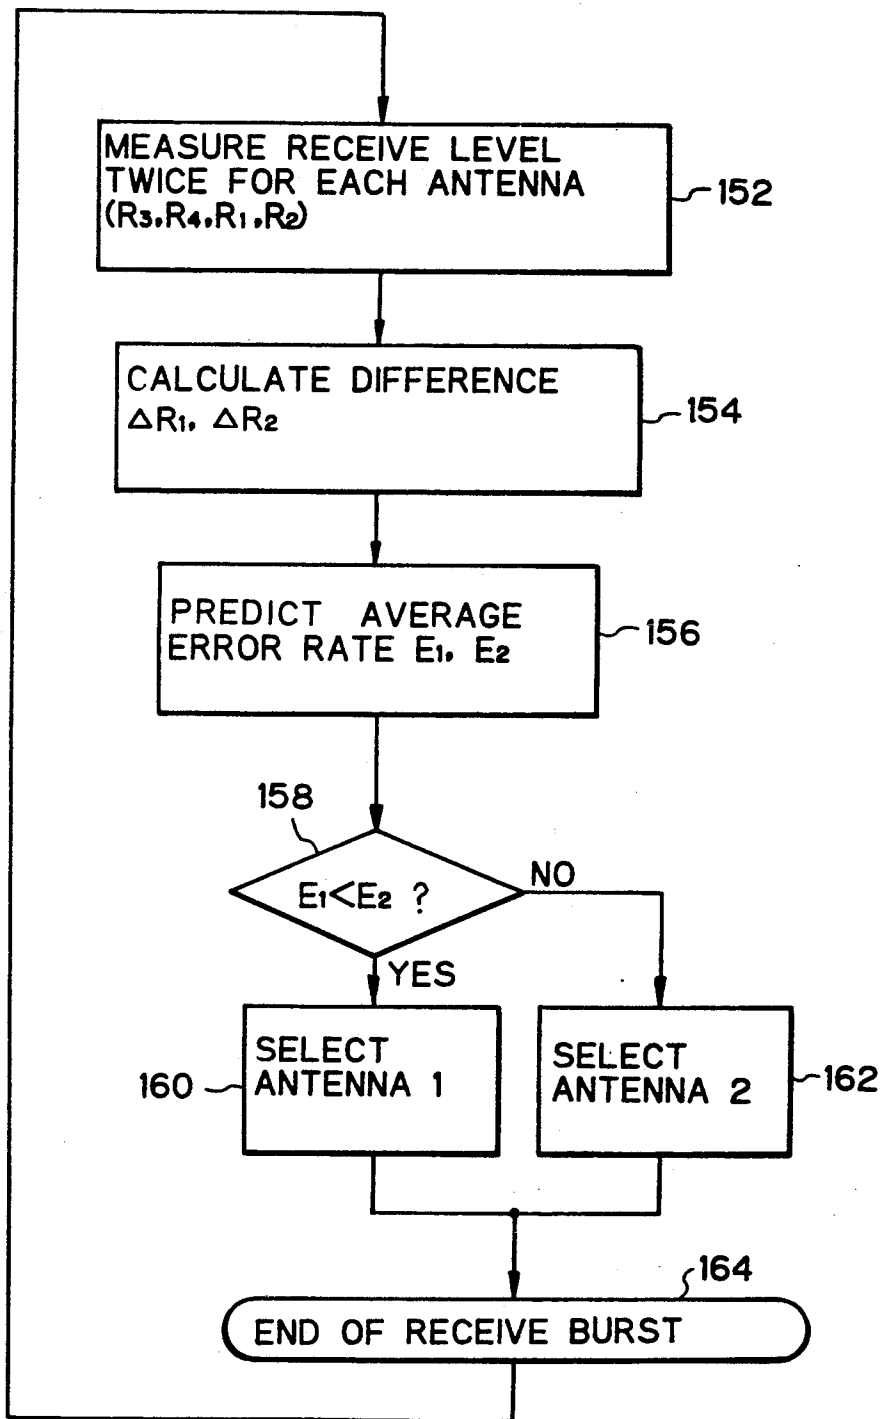 MEASURE RECEIVE LEVEL
TWICE FOR EACH ANTENNA
(R3,R4,R1,R2)
152
CALCULATE DIFFERENCE
△R1, △R2
154
PREDICT AVERAGE
ERROR RATE E1, E2
156
158
E1<E2 ?
NO
YES
SELECT
ANTENNA 1
160
SELECT
ANTENNA 2
162
164
END OF RECEIVE BURST